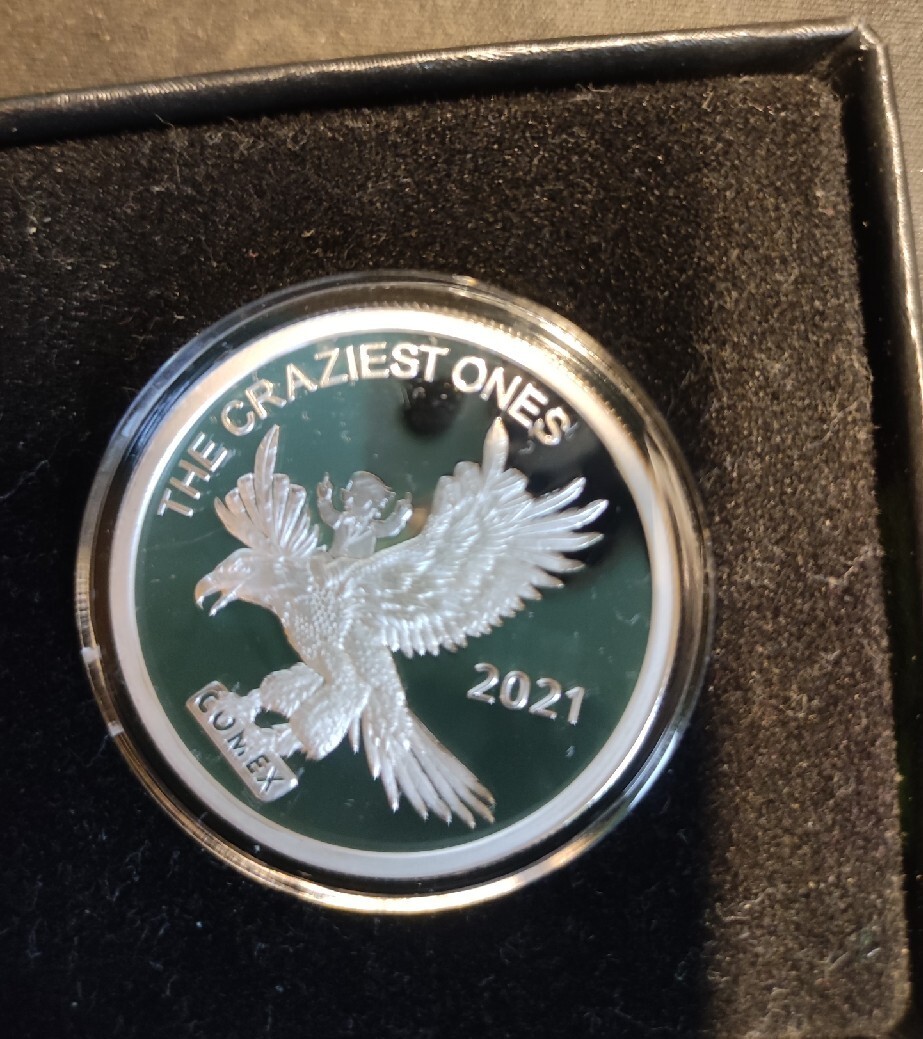 THE CRAZIEST ONES
2021
COMEX